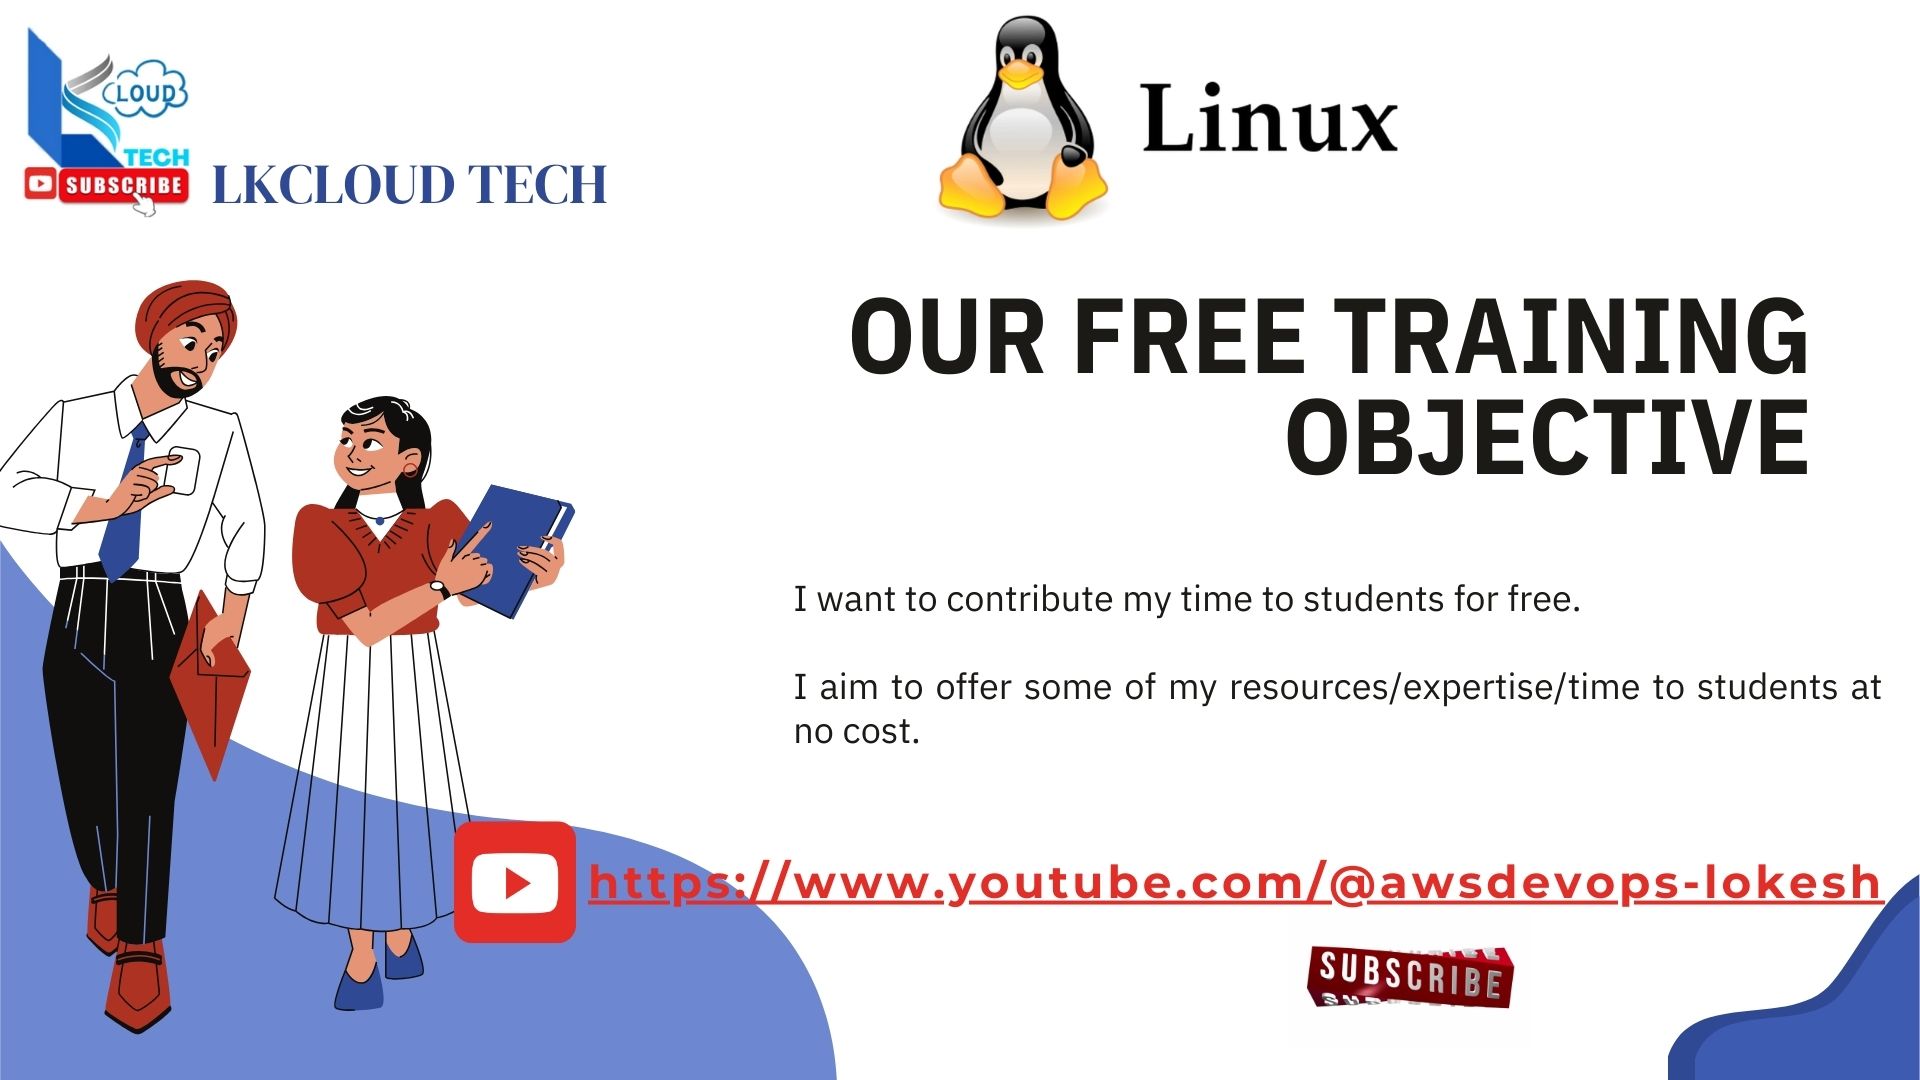 LOUD
TECH
SUBSCRIBE
LKCLOUD TECH
Linux
OUR FREE TRAINING
OBJECTIVE
I want to contribute my time to students for free.
I aim to offer some of my resources/expertise/time to students at
no cost.
https://www.youtube.com/@awsdevops-lokesh
SUBSCRIBE